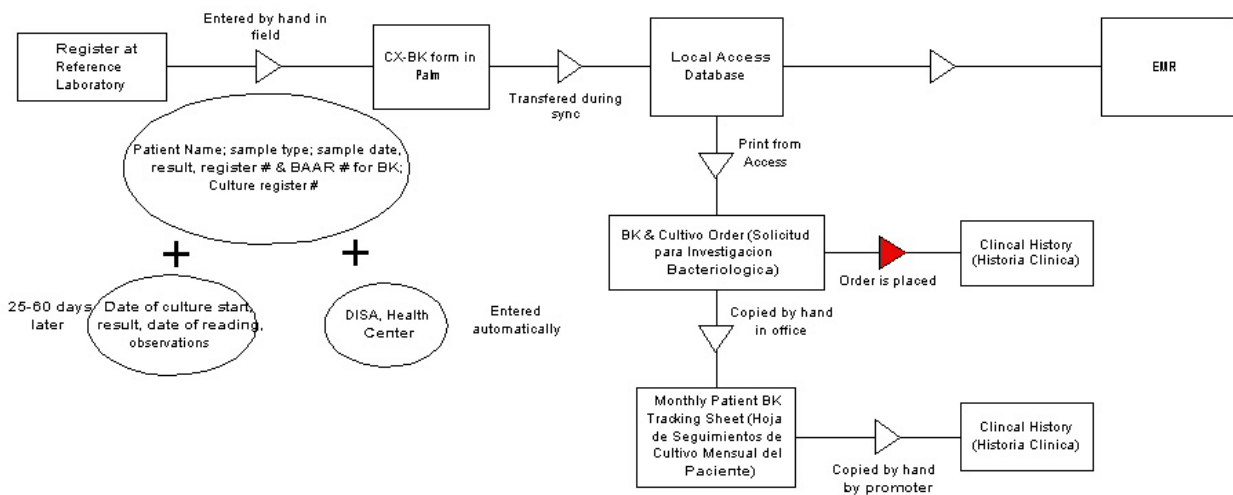 Entered by hand in
field
Register at
Reference
Laboratory
CX-BK form in
Palm
Transfered during
sync
Local Access
Database
EMR
Patient Name; sample type; sample date,
result, register # & BAAR # for BK;
Culture register #
Print from
Access
BK & Cultivo Order (Solicitud
para Investigacion
Bacteriologica)
Order is placed
Clincal History
(Historia Clinica)
25-60 days
later
Date of culture start,
result, date of reading,
observations
DISA, Health
Center
Entered
automatically
Copied by hand
in office
Monthly Patient BK
Tracking Sheet (Hoja
de Seguimientos de
Cultivo Mensual del
Paciente)
Copied by hand
by promoter
Clincal History
(Historia Clinica)